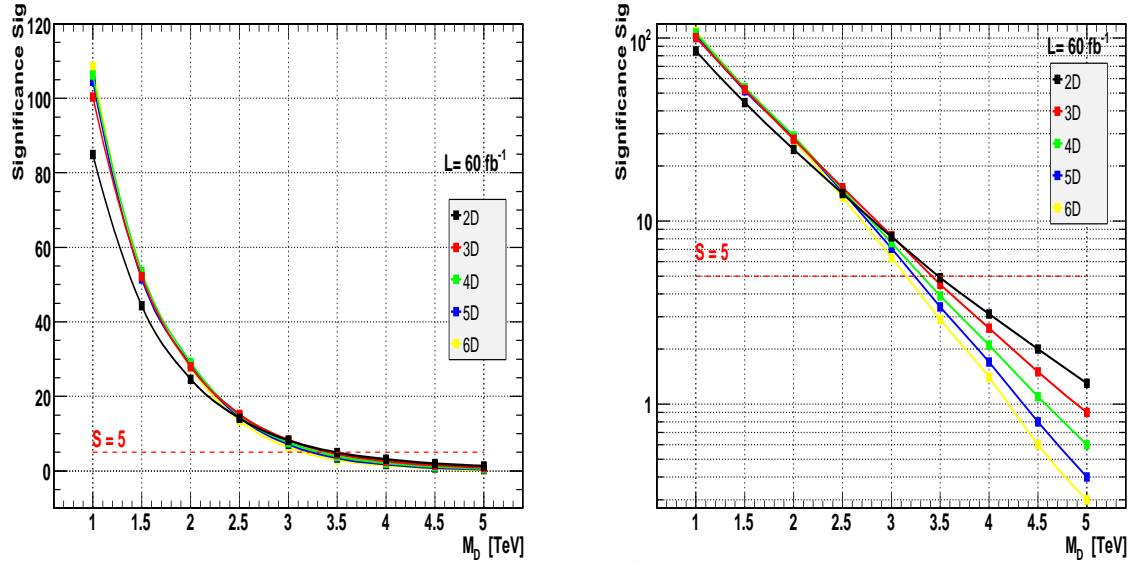 Significance Sig
120
100
80
60
40
20
0
L= 60 fb⁻¹
2D
3D
4D
5D
6D
S = 5
1 1.5 2 2.5 3 3.5 4 4.5 5
M_D [TeV]
Significance Sig
10²
10
1
L= 60 fb⁻¹
2D
3D
4D
5D
6D
S = 5
1 1.5 2 2.5 3 3.5 4 4.5 5
M_D [TeV]